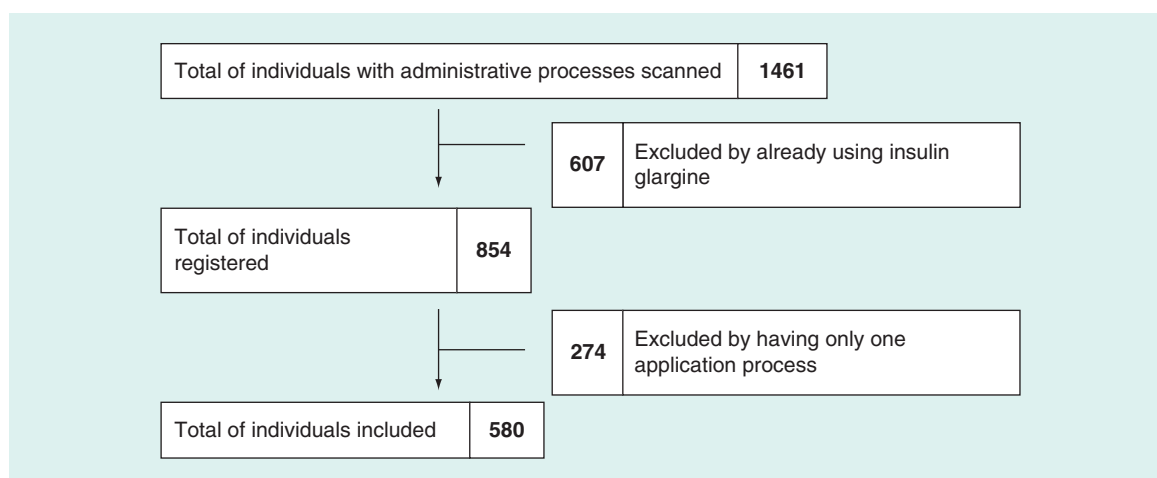 Total of individuals with administrative processes scanned 1461
607 Excluded by already using insulin
glargine
Total of individuals
registered 854
274 Excluded by having only one
application process
Total of individuals included 580